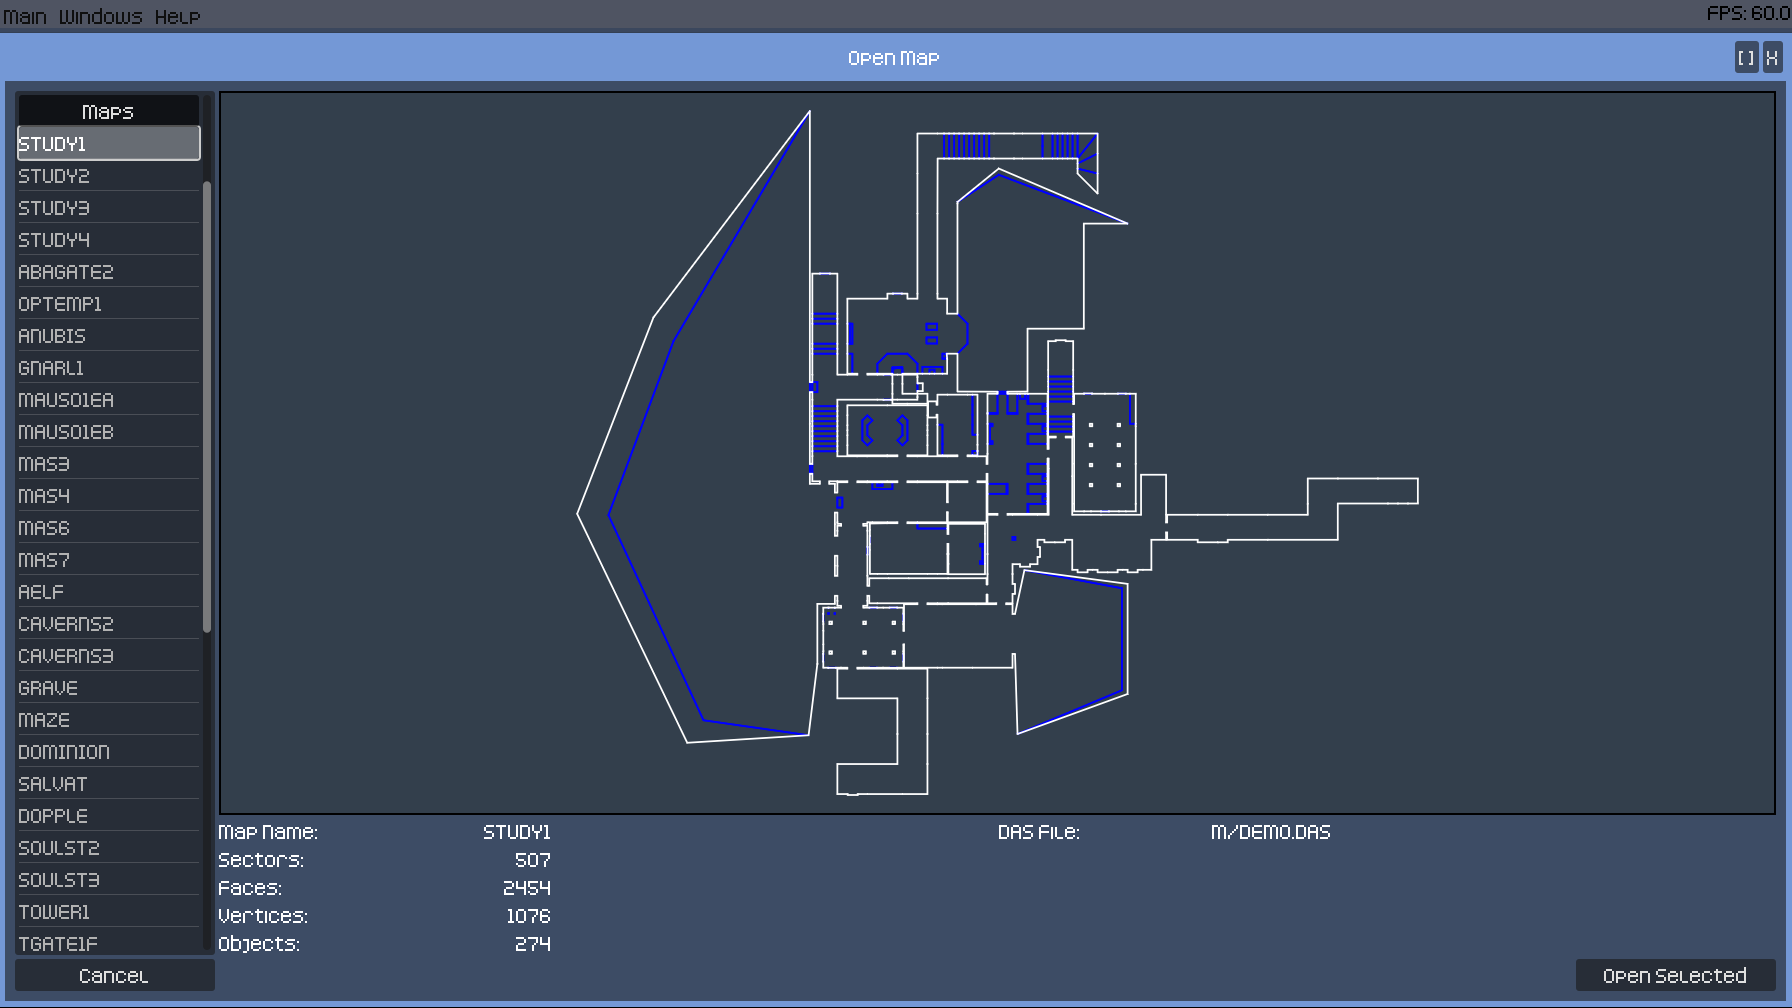 Main Windows Help
FPS: 60.0
Open Map
[] X
Maps
STUDY1
STUDY2
STUDY3
STUDY4
ABAGATE2
OPTEMP1
ANUBIS
GNARL1
MAUSO1EA
MAUSO1EB
MAS3
MAS4
MAS6
MAS7
AELF
CAVERNS2
CAVERNS3
GRAVE
MAZE
DOMINION
SALVAT
DOPPLE
SOULST2
SOULST3
TOWER1
TGATE1F
Cancel
Map Name: STUDY1
DAS File: M/DEMO.DAS
Sectors: 507
Faces: 2454
Vertices: 1076
Objects: 274
Open Selected